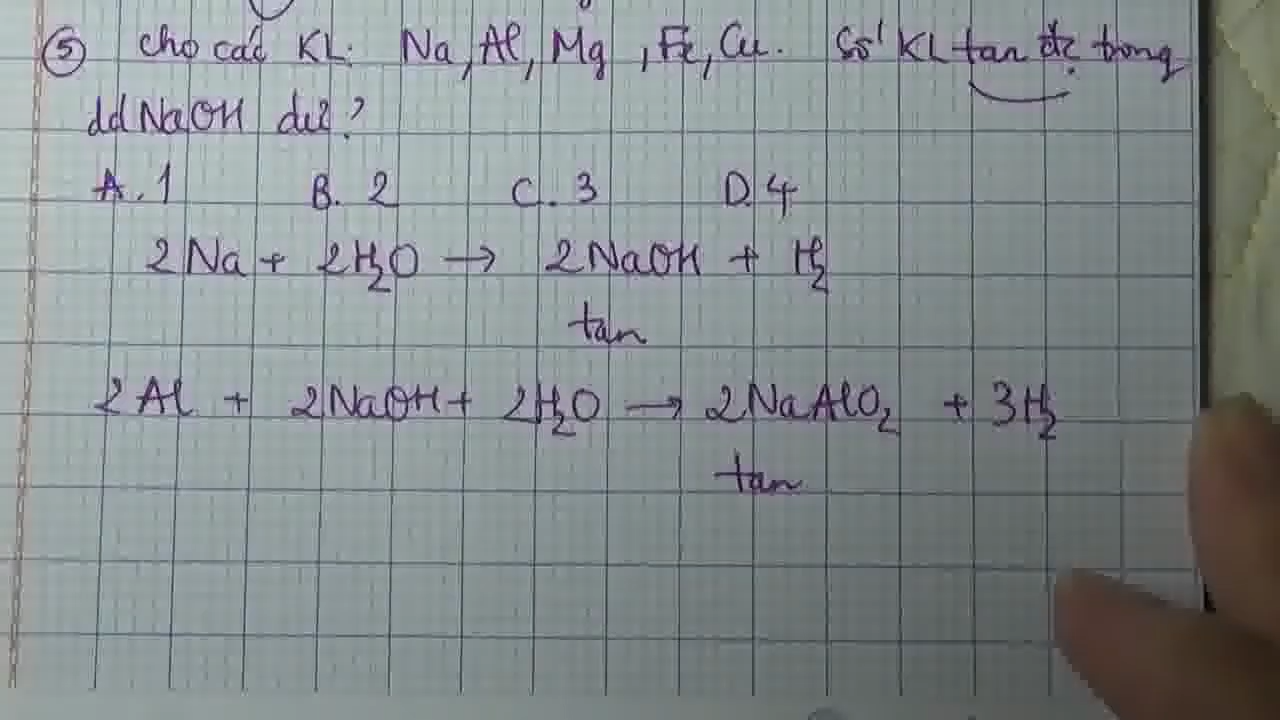 ⑤ Cho các KL: Na, Al, Mg, Fe, Cu. Số KL tan đc trong
dd NaOH dư?
A. 1 B. 2 C. 3 D. 4
2Na + 2H₂O → 2NaOH + H₂
tan
2Al + 2NaOH + 2H₂O → 2NaAlO₂ + 3H₂
tan